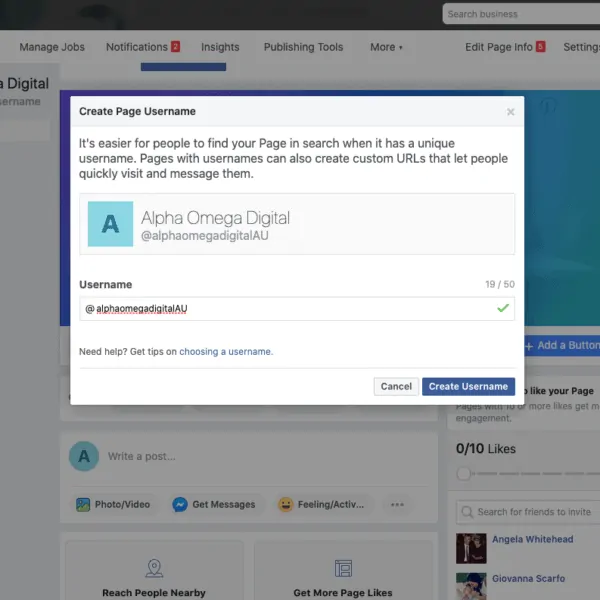 Search business
Manage Jobs Notifications 2 Insights Publishing Tools More Edit Page Info 5 Settings
a Digital
sername
Create Page Username
It's easier for people to find your Page in search when it has a unique
username. Pages with usernames can also create custom URLs that let people
quickly visit and message them.
A
Alpha Omega Digital
@alphaomegadigitalAU
Username 19 / 50
@ alphaomegadigitalAU
Need help? Get tips on choosing a username.
Cancel Create Username
+ Add a Button
o like your Page
Pages with 10 or more likes get m
engagement.
0/10 Likes
A Write a post...
Photo/Video Get Messages Feeling/Activ... •••
Search for friends to invite
Angela Whitehead
Giovanna Scarfo
Reach People Nearby Get More Page Likes